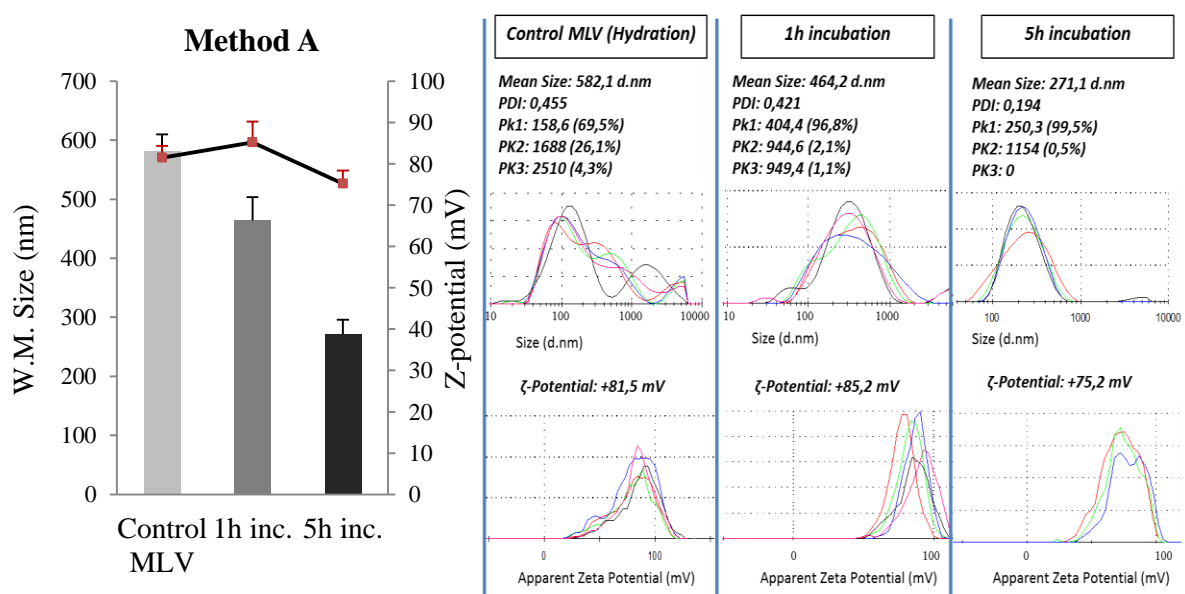 Method A
W.M. Size (nm)
700
600
500
400
300
200
100
0
100
90
80
70
60
50
40
30
20
10
0
Z-potential (mV)
Control 1h inc. 5h inc.
MLV
Control MLV (Hydration)
Mean Size: 582,1 d.nm
PDI: 0,455
Pk1: 158,6 (69,5%)
PK2: 1688 (26,1%)
PK3: 2510 (4,3%)
10 100 1000 10000
Size (d.nm)
ζ-Potential: +81,5 mV
0 100
Apparent Zeta Potential (mV)
1h incubation
Mean Size: 464,2 d.nm
PDI: 0,421
Pk1: 404,4 (96,8%)
PK2: 944,6 (2,1%)
PK3: 949,4 (1,1%)
10 100 1000
Size (d.nm)
ζ-Potential: +85,2 mV
0 100
Apparent Zeta Potential (mV)
5h incubation
Mean Size: 271,1 d.nm
PDI: 0,194
Pk1: 250,3 (99,5%)
PK2: 1154 (0,5%)
PK3: 0
100 1000 10000
Size (d.nm)
ζ-Potential: +75,2 mV
0 100
Apparent Zeta Potential (mV)